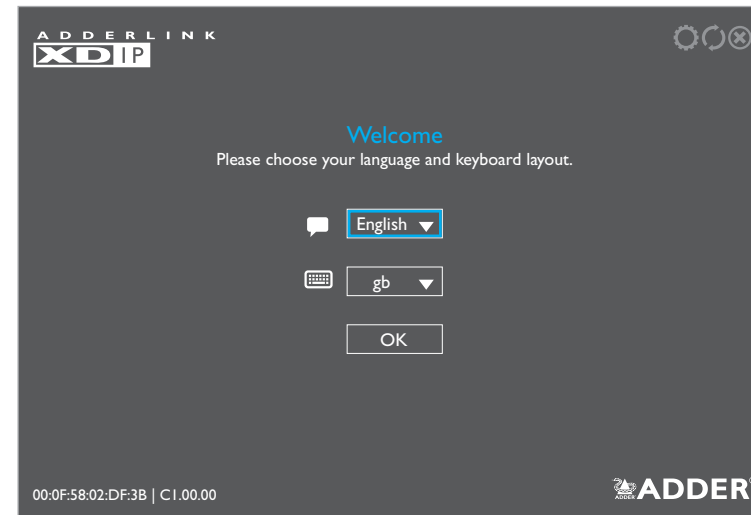 ADDERLINK
XDIP
Welcome
Please choose your language and keyboard layout.
English
gb
OK
00:0F:58:02:DF:3B | C1.00.00
ADDER ADDER®